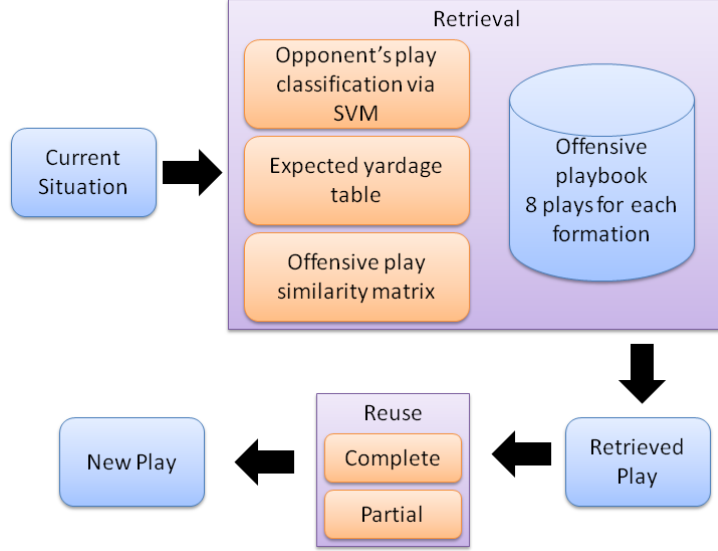 Retrieval
Opponent's play
classification via
SVM
Expected yardage
table
Offensive play
similarity matrix
Offensive
playbook
8 plays for each
formation
Current
Situation
Retrieved
Play
Reuse
Complete
Partial
New Play